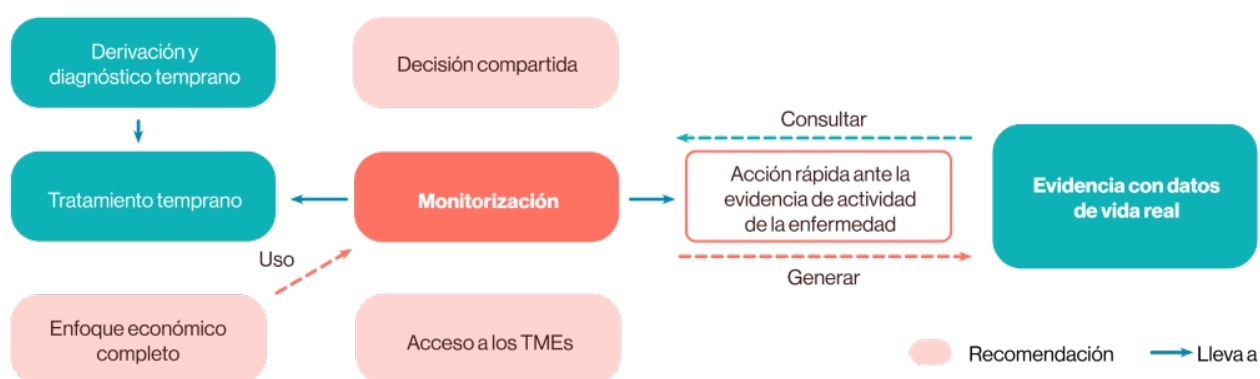 Derivación y
diagnóstico temprano
Decisión compartida
Consultar
Tratamiento temprano
Monitorización
Acción rápida ante la
evidencia de actividad
de la enfermedad
Evidencia con datos
de vida real
Uso
Generar
Enfoque económico
completo
Acceso a los TMEs
Recomendación
Lleva a